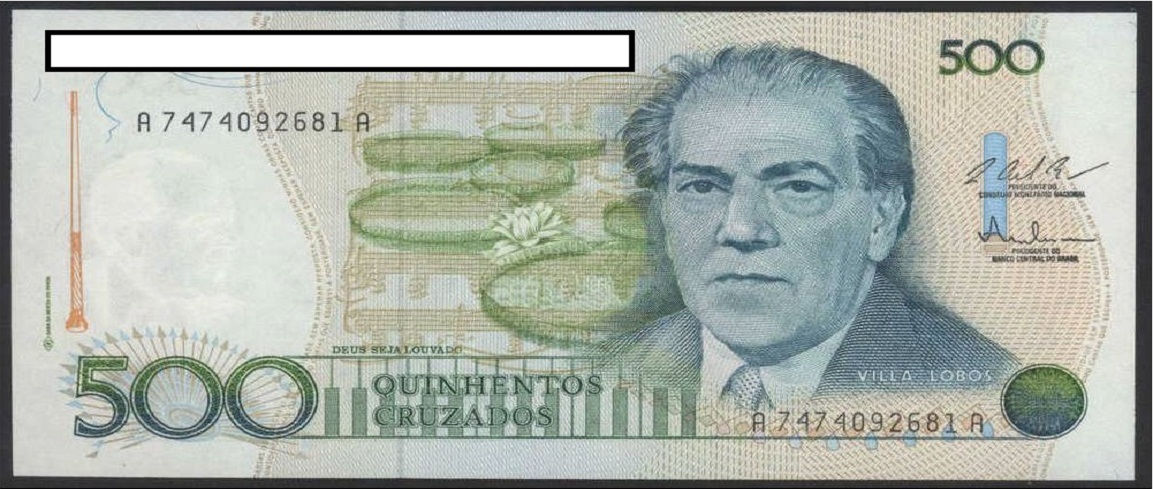 500
A 7474092681 A
PRESIDENTE DO
CONSELHO MONETÁRIO NACIONAL
PRESIDENTE DO
BANCO CENTRAL DO BRASIL
DEUS SEJA LOUVADO
500
QUINHENTOS
CRUZADOS
VILLA LOBOS
A 7474092681 A